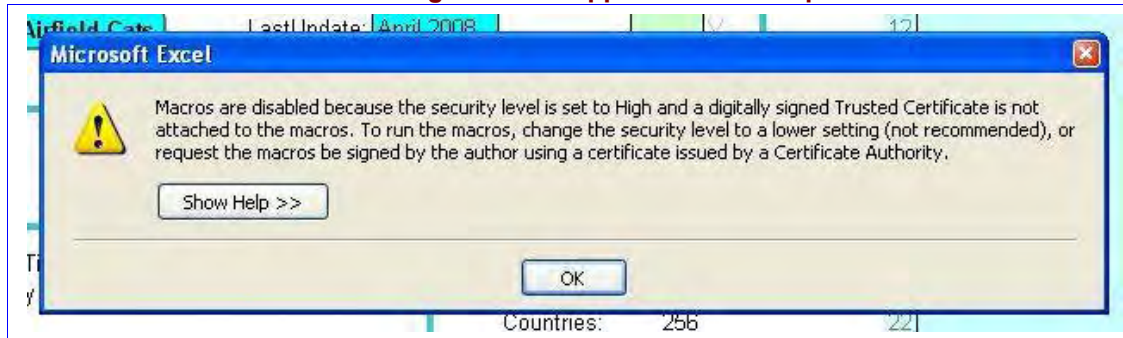 Airfield Cats LastUpdate: April 2008 12
Microsoft Excel
Macros are disabled because the security level is set to High and a digitally signed Trusted Certificate is not
attached to the macros. To run the macros, change the security level to a lower setting (not recommended), or
request the macros be signed by the author using a certificate issued by a Certificate Authority.
Show Help >>
OK
Countries: 256 22